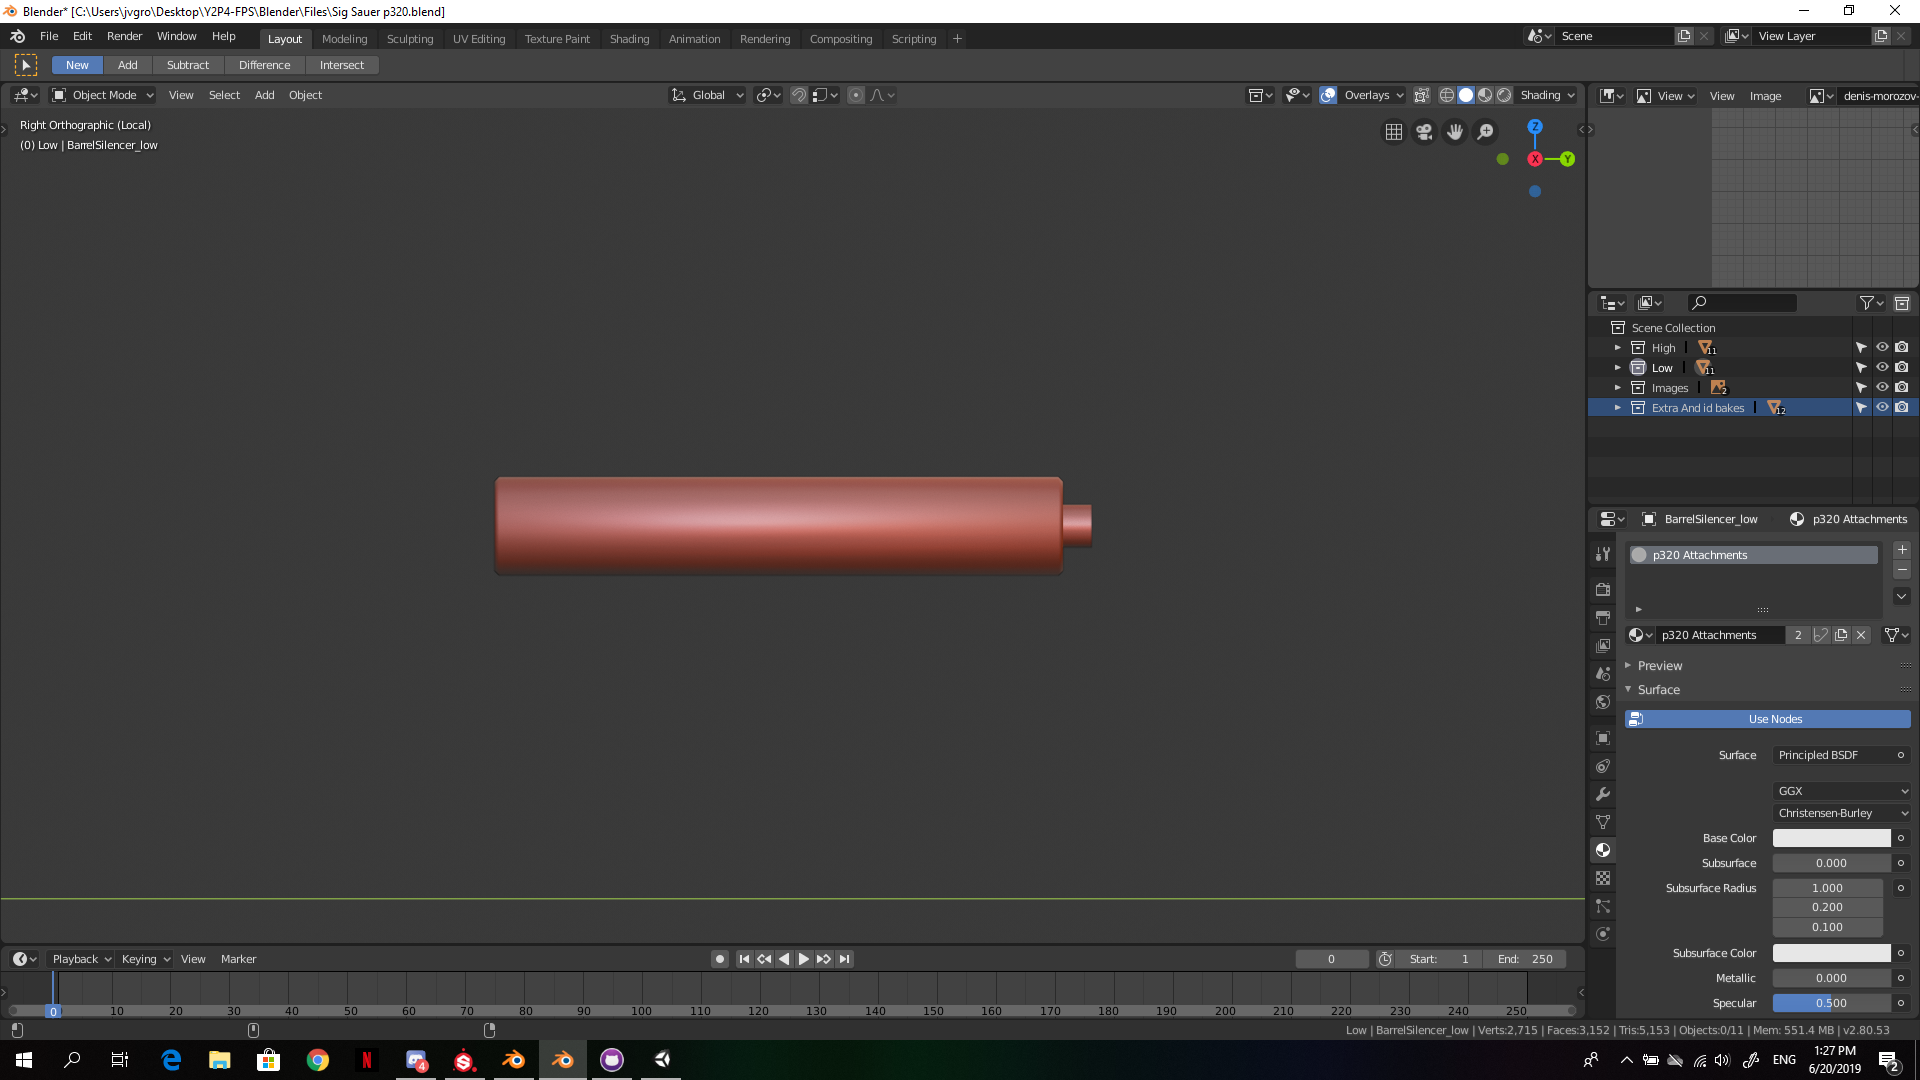 Blender* [C:\Users\jvgro\Desktop\Y2P4-FPS\Blender\Files\Sig Sauer p320.blend]
File Edit Render Window Help Layout Modeling Sculpting UV Editing Texture Paint Shading Animation Rendering Compositing Scripting + Scene View Layer
New Add Subtract Difference Intersect
Object Mode View Select Add Object Global Overlays Shading View View Image denis-morozov-
Right Orthographic (Local)
(0) Low | BarrelSilencer_low
Z
X Y
Scene Collection
High 11
Low 11
Images 2
Extra And id bakes 12
BarrelSilencer_low p320 Attachments
p320 Attachments
p320 Attachments 2
Preview
Surface
Use Nodes
Surface Principled BSDF
GGX
Christensen-Burley
Base Color
Subsurface 0.000
Subsurface Radius 1.000
0.200
0.100
Subsurface Color
Metallic 0.000
Specular 0.500
Playback Keying View Marker 0 Start: 1 End: 250
0 10 20 30 40 50 60 70 80 90 100 110 120 130 140 150 160 170 180 190 200 210 220 230 240 250
Low | BarrelSilencer_low | Verts:2,715 | Faces:3,152 | Tris:5,153 | Objects:0/11 | Mem: 551.4 MB | v2.80.53
N 4 S ENG 1:27 PM
6/20/2019 2